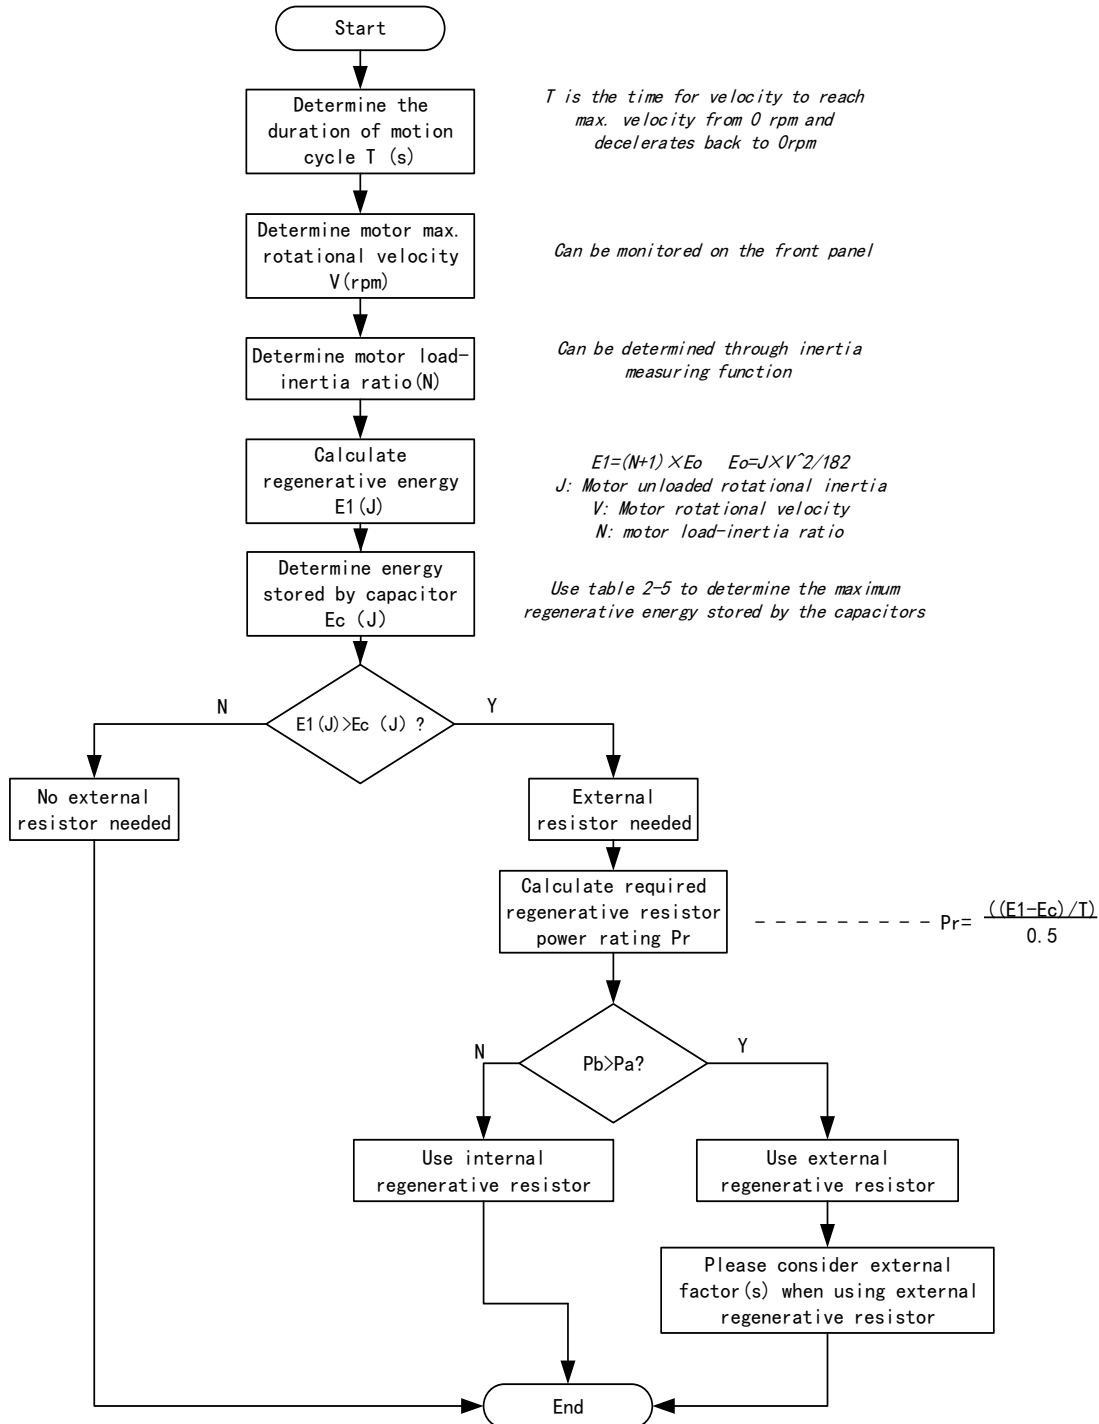 Start
Determine the
duration of motion
cycle T (s)
T is the time for velocity to reach
max. velocity from 0 rpm and
decelerates back to 0rpm
Determine motor max.
rotational velocity
V(rpm)
Can be monitored on the front panel
Determine motor load-
inertia ratio(N)
Can be determined through inertia
measuring function
Calculate
regenerative energy
E1(J)
E1=(N+1)×Eo Eo=J×V^2/182
J: Motor unloaded rotational inertia
V: Motor rotational velocity
N: motor load-inertia ratio
Determine energy
stored by capacitor
Ec (J)
Use table 2-5 to determine the maximum
regenerative energy stored by the capacitors
N
E1(J)>Ec (J) ?
Y
No external
resistor needed
External
resistor needed
Calculate required
regenerative resistor
power rating Pr
Pr= ((E1-Ec)/T)
0.5
N
Pb>Pa?
Y
Use internal
regenerative resistor
Use external
regenerative resistor
Please consider external
factor(s) when using external
regenerative resistor
End